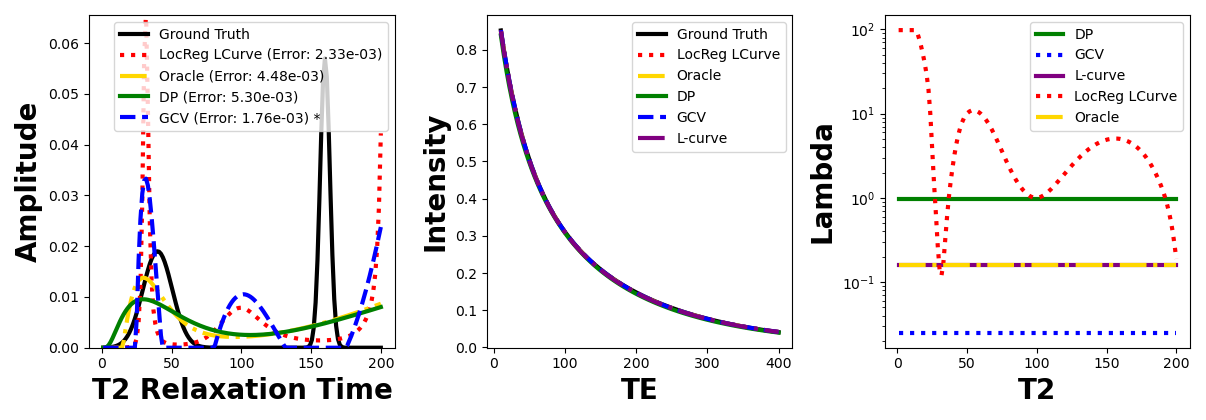 Amplitude
0.06
0.05
0.04
0.03
0.02
0.01
0.00
Ground Truth
LocReg LCurve (Error: 2.33e-03)
Oracle (Error: 4.48e-03)
DP (Error: 5.30e-03)
GCV (Error: 1.76e-03) *
0 50 100 150 200
T2 Relaxation Time
Intensity
0.8
0.7
0.6
0.5
0.4
0.3
0.2
0.1
0.0
Ground Truth
LocReg LCurve
Oracle
DP
GCV
L-curve
0 100 200 300 400
TE
Lambda
10²
10¹
10⁰
10⁻¹
DP
GCV
L-curve
LocReg LCurve
Oracle
0 50 100 150 200
T2